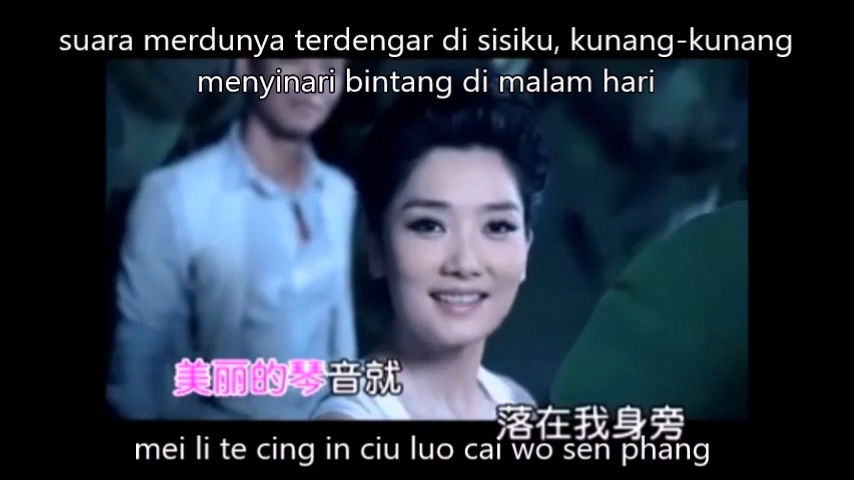 suara merdunya terdengar di sisiku, kunang-kunang
menyinari bintang di malam hari
美丽的琴音就
落在我身旁
mei li te cing in ciu luo cai wo sen phang